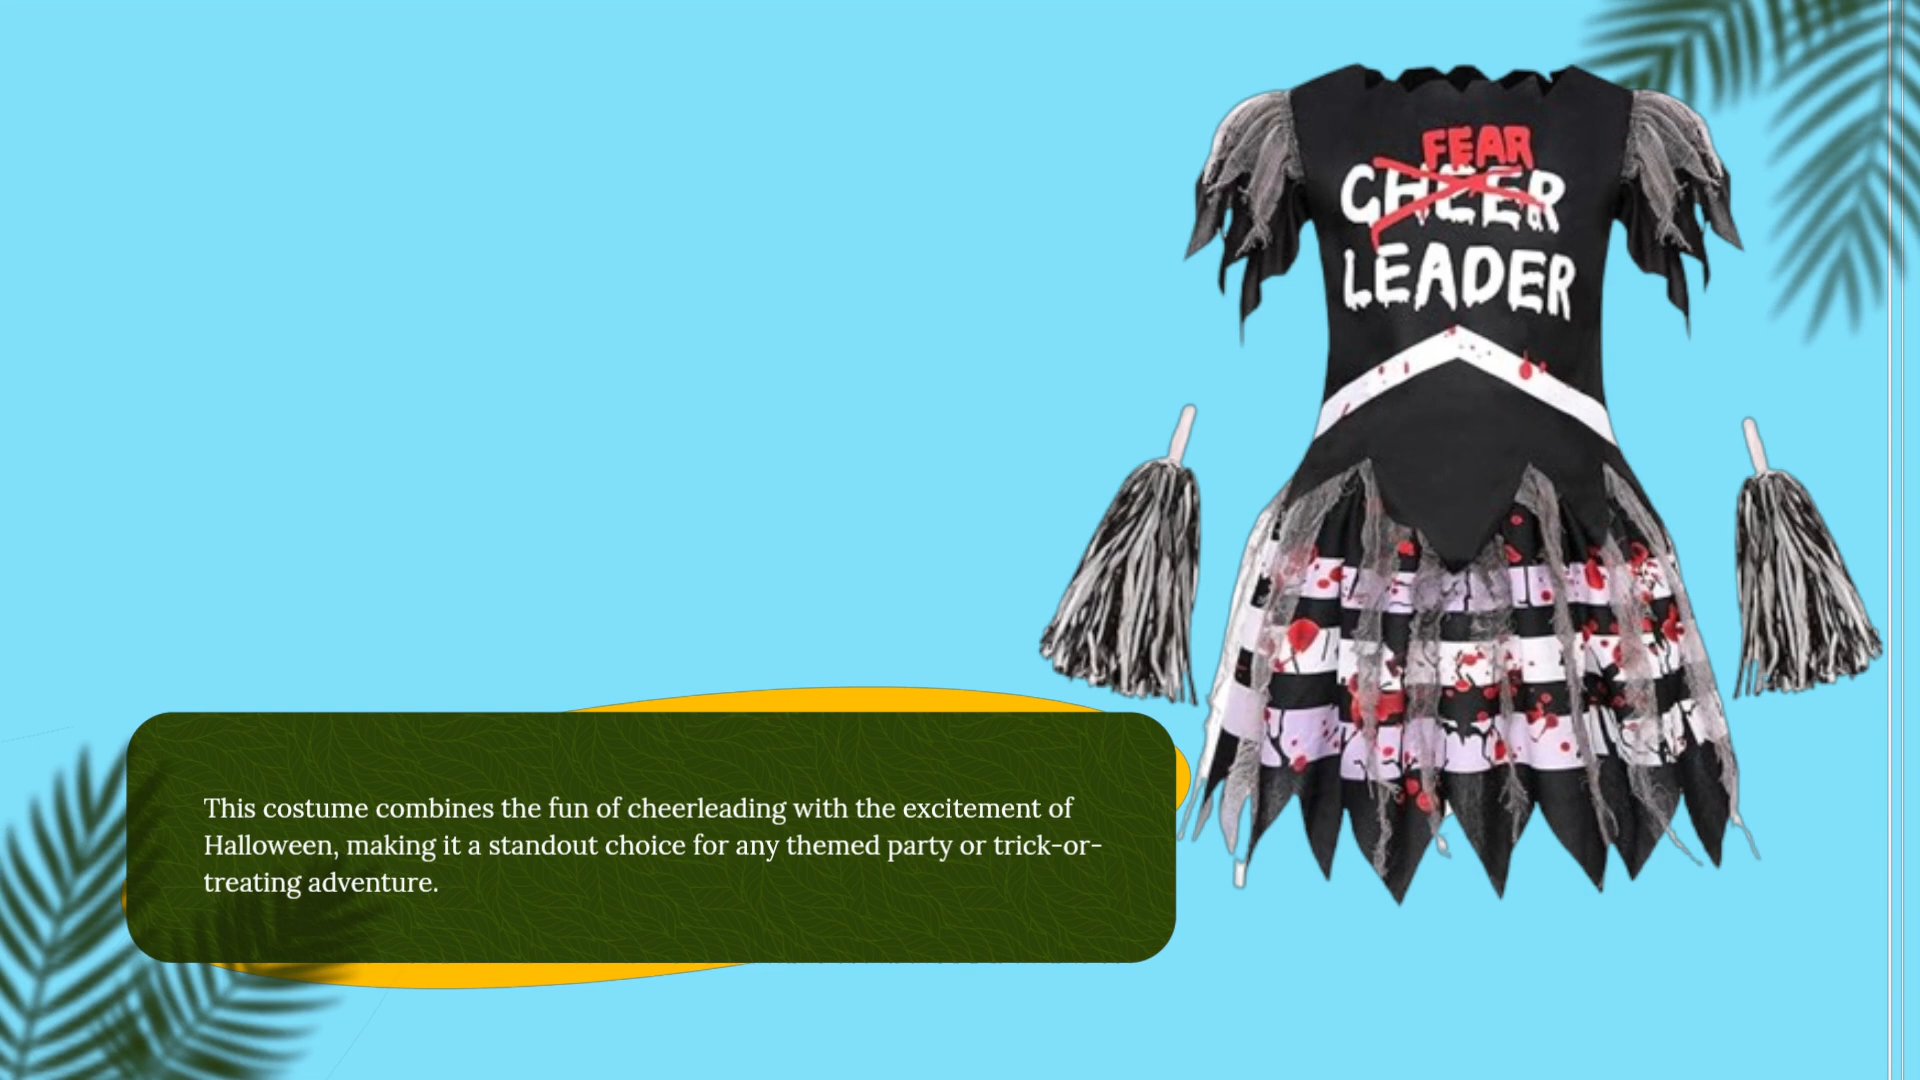 FEAR
CHEER
LEADER
This costume combines the fun of cheerleading with the excitement of
Halloween, making it a standout choice for any themed party or trick-or-
treating adventure.